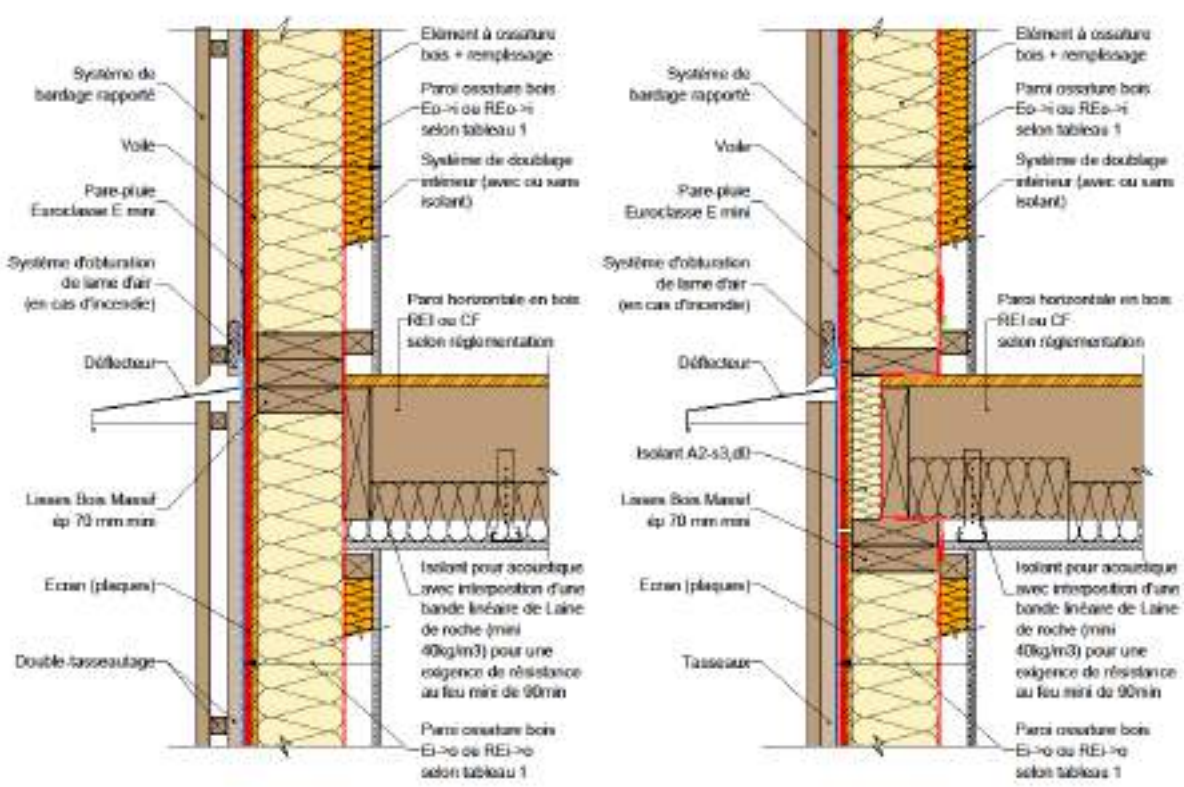 Système de
bardage rapporté
Voile
Pare-pluie
Euroclasse E mini
Système d'obturation
de lame d'air
(en cas d'incendie)
Déflecteur
Lisses Bois Massif
ép 70 mm mini
Ecran (plaques)
Double-tasseautage
Elément à ossature
bois + remplissage
Paroi ossature bois
Eo->i ou REo->i
selon tableau 1
Système de doublage
intérieur (avec ou sans
isolant)
Paroi horizontale en bois
REI ou CF
selon réglementation
Isolant pour acoustique
avec interposition d'une
bande linéaire de Laine
de roche (mini
40kg/m3) pour une
exigence de résistance
au feu mini de 90min
Paroi ossature bois
Ei->o ou REi->o
selon tableau 1
Système de
bardage rapporté
Voile
Pare-pluie
Euroclasse E mini
Système d'obturation
de lame d'air
(en cas d'incendie)
Déflecteur
Isolant A2-s3,d0
Lisses Bois Massif
ép 70 mm mini
Ecran (plaques)
Tasseaux
Elément à ossature
bois + remplissage
Paroi ossature bois
Eo->i ou REo->i
selon tableau 1
Système de doublage
intérieur (avec ou sans
isolant)
Paroi horizontale en bois
REI ou CF
selon réglementation
Isolant pour acoustique
avec interposition d'une
bande linéaire de Laine
de roche (mini
40kg/m3) pour une
exigence de résistance
au feu mini de 90min
Paroi ossature bois
Ei->o ou REi->o
selon tableau 1